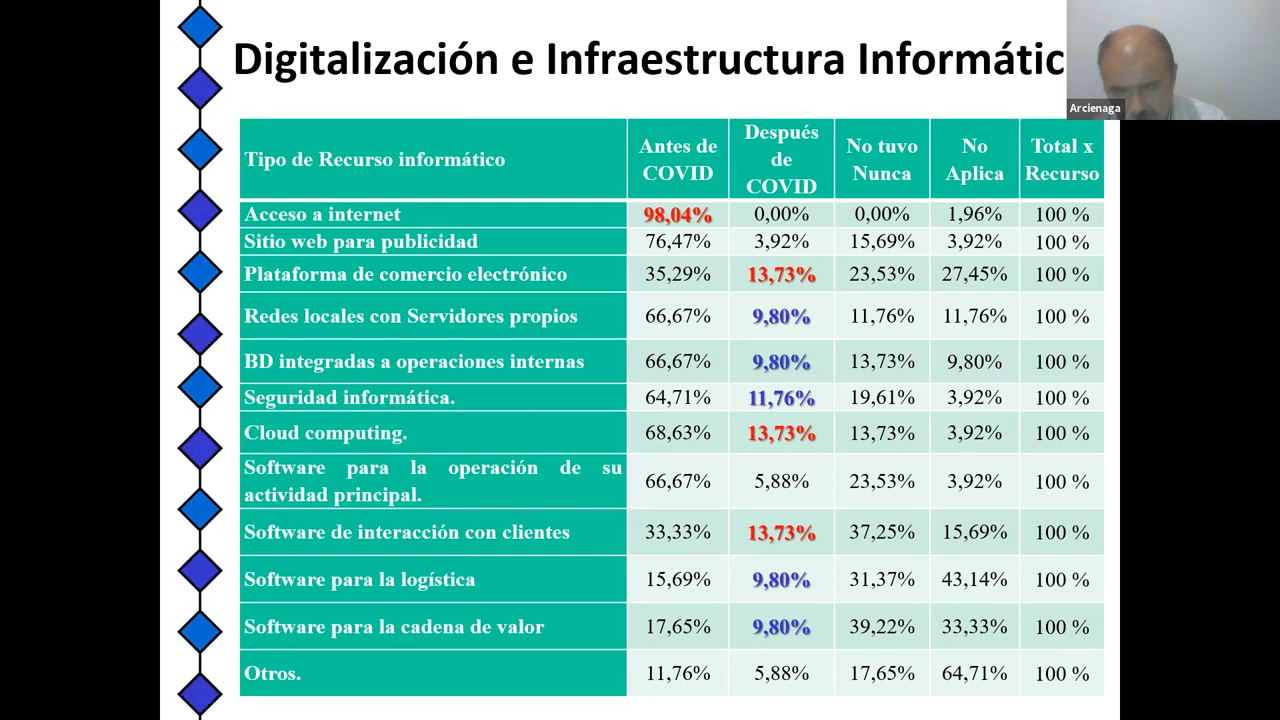 Digitalización e Infraestructura Informátic
Arcienaga
Tipo de Recurso informático
Antes de
COVID
Después
de
COVID
No tuvo
Nunca
No
Aplica
Total x
Recurso
Acceso a internet 98,04% 0,00% 0,00% 1,96% 100 %
Sitio web para publicidad 76,47% 3,92% 15,69% 3,92% 100 %
Plataforma de comercio electrónico 35,29% 13,73% 23,53% 27,45% 100 %
Redes locales con Servidores propios 66,67% 9,80% 11,76% 11,76% 100 %
BD integradas a operaciones internas 66,67% 9,80% 13,73% 9,80% 100 %
Seguridad informática. 64,71% 11,76% 19,61% 3,92% 100 %
Cloud computing. 68,63% 13,73% 13,73% 3,92% 100 %
Software para la operación de su
actividad principal. 66,67% 5,88% 23,53% 3,92% 100 %
Software de interacción con clientes 33,33% 13,73% 37,25% 15,69% 100 %
Software para la logística 15,69% 9,80% 31,37% 43,14% 100 %
Software para la cadena de valor 17,65% 9,80% 39,22% 33,33% 100 %
Otros. 11,76% 5,88% 17,65% 64,71% 100 %